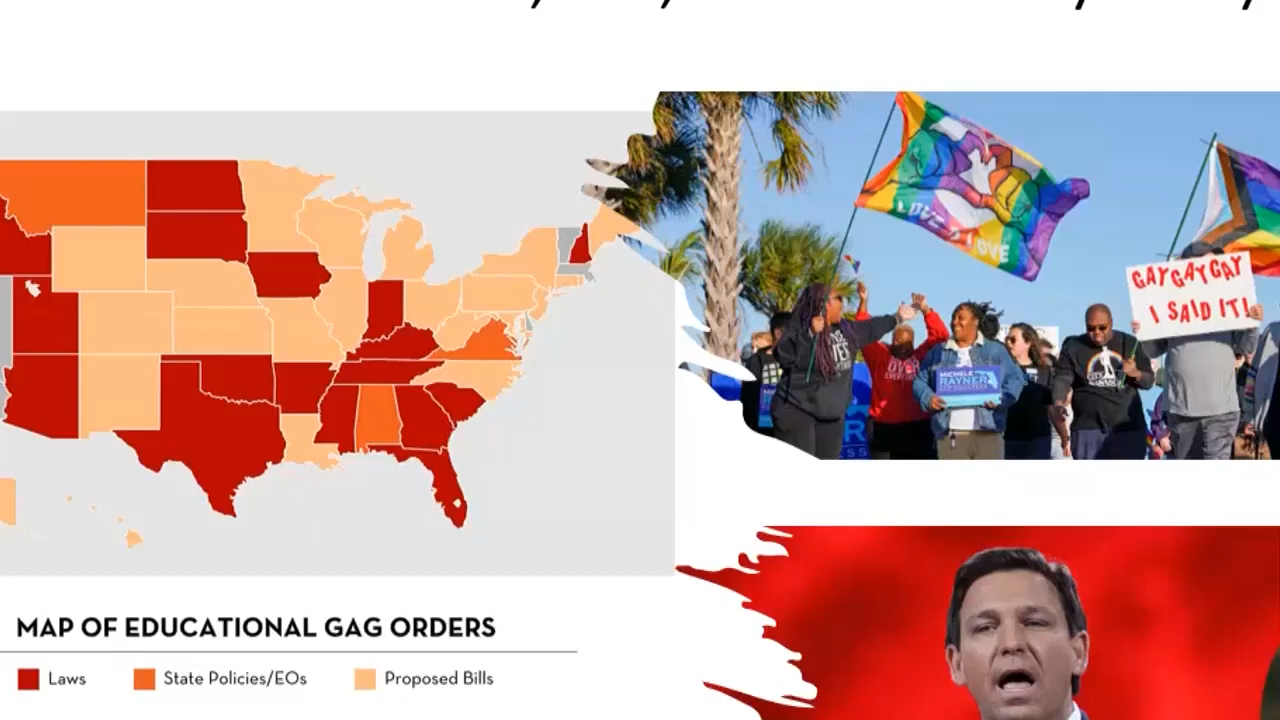 MAP OF EDUCATIONAL GAG ORDERS
Laws
State Policies/EOs
Proposed Bills
LOVE IS LOVE
GAY GAY GAY
I SAID IT!
MICHELE
RAYNER